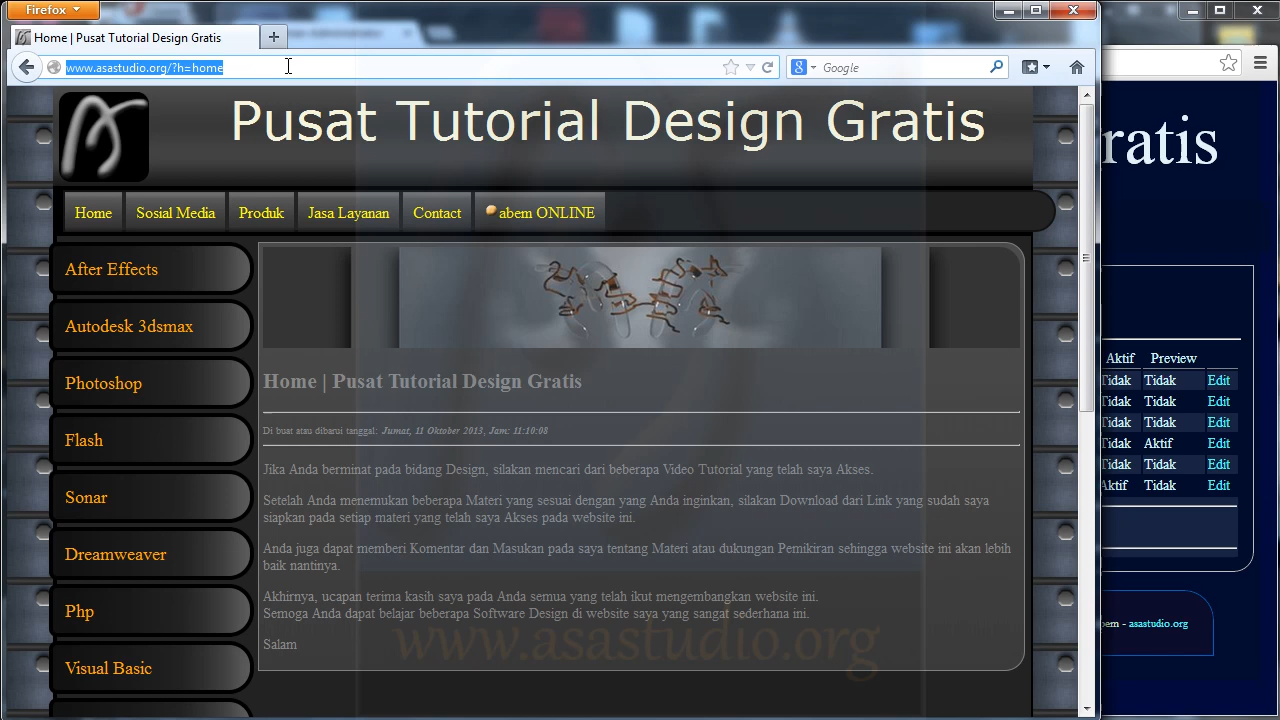 Firefox
Home | Pusat Tutorial Design Gratis
www.asastudio.org/?h=home
Google
Pusat Tutorial Design Gratis
Home
Sosial Media
Produk
Jasa Layanan
Contact
abem ONLINE
After Effects
Autodesk 3dsmax
Photoshop
Flash
Sonar
Dreamweaver
Php
Visual Basic
Home | Pusat Tutorial Design Gratis
Di buat atau dibarui tanggal: Jumat, 11 Oktober 2013, Jam: 11:10:08
Jika Anda berminat pada bidang Design, silakan mencari dari beberapa Video Tutorial yang telah saya Akses.
Setelah Anda menemukan beberapa Materi yang sesuai dengan yang Anda inginkan, silakan Download dari Link yang sudah saya
siapkan pada setiap materi yang telah saya Akses pada website ini.
Anda juga dapat memberi Komentar dan Masukan pada saya tentang Materi atau dukungan Pemikiran sehingga website ini akan lebih
baik nantinya.
Akhirnya, ucapan terima kasih saya pada Anda semua yang telah ikut mengembangkan website ini.
Semoga Anda dapat belajar beberapa Software Design di website saya yang sangat sederhana ini.
Salam
www.asastudio.org
ratis
Aktif Preview
Tidak Tidak Edit
Tidak Tidak Edit
Tidak Tidak Edit
Tidak Aktif Edit
Tidak Tidak Edit
Aktif Tidak Edit
bem - asastudio.org